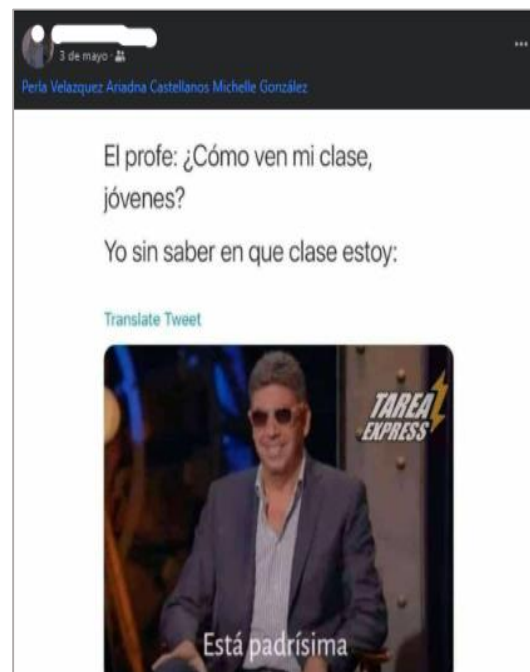 3 de mayo ·
...
Perla Velazquez Ariadna Castellanos Michelle González
El profe: ¿Cómo ven mi clase,
jóvenes?
Yo sin saber en que clase estoy:
Translate Tweet
TAREA
EXPRESS
Está padrísima